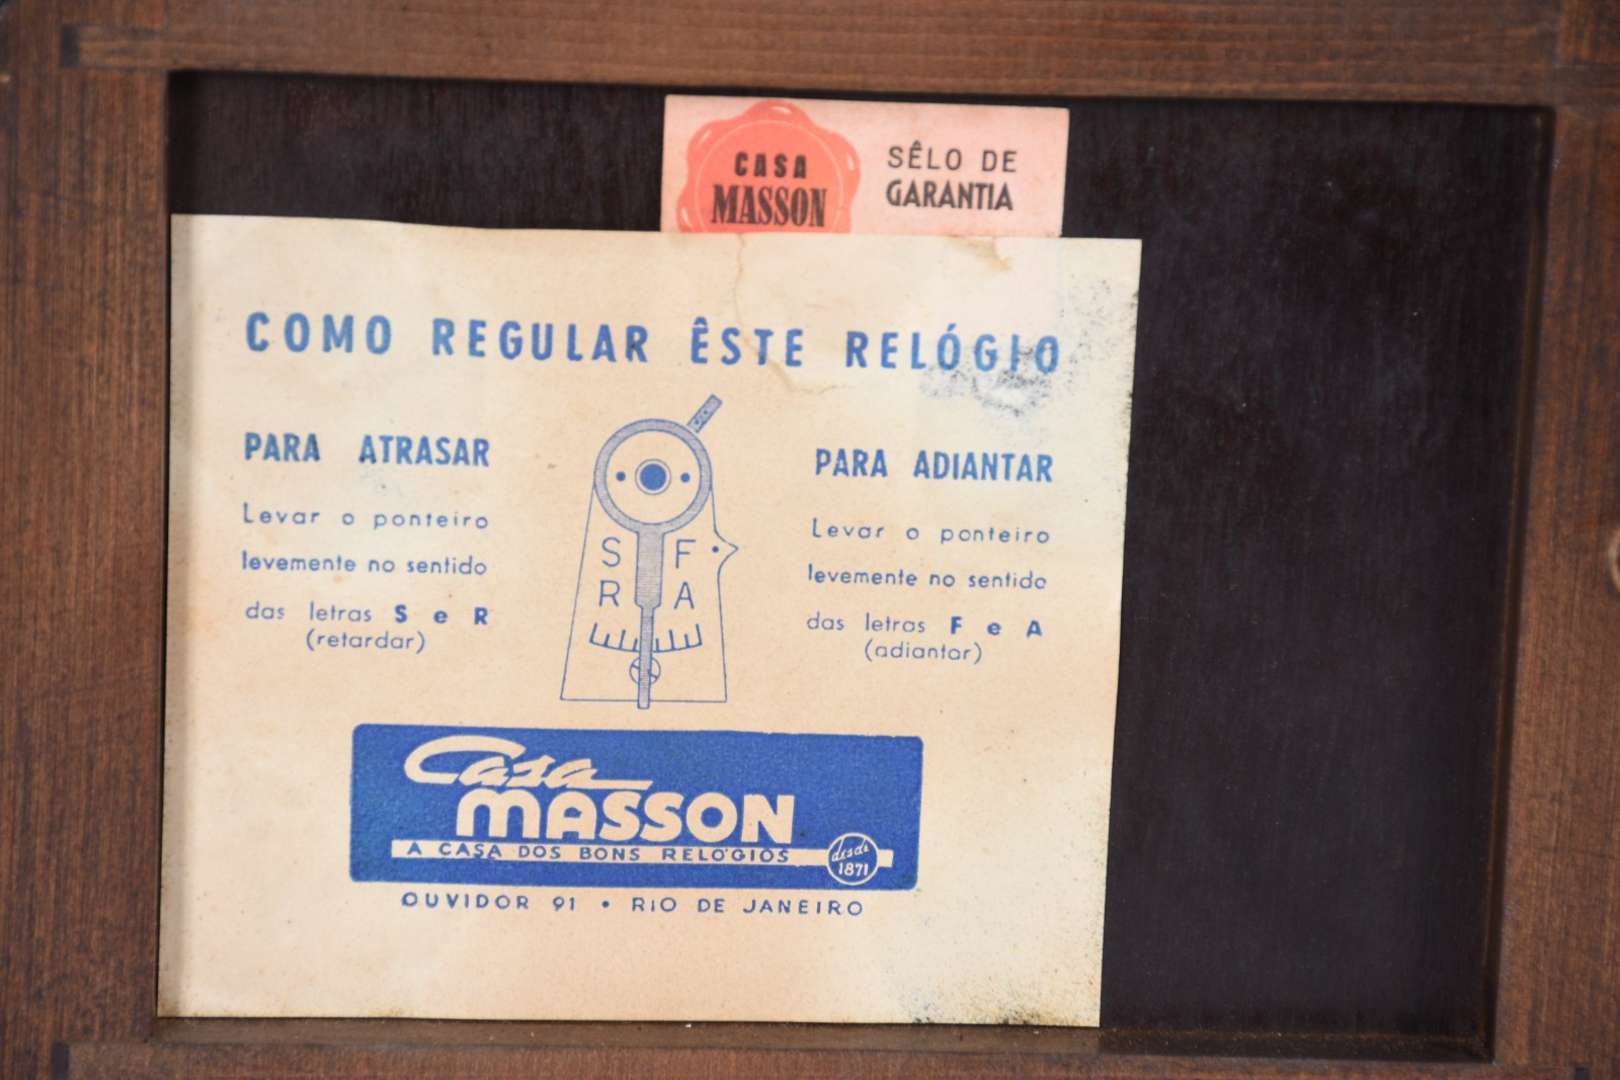 CASA
MASSON
SÊLO DE
GARANTIA
COMO REGULAR ÊSTE RELÓGIO
PARA ATRASAR
Levar o ponteiro
levemente no sentido
das letras S e R
(retardar)
S F
R A
PARA ADIANTAR
Levar o ponteiro
levemente no sentido
das letras F e A
(adiantar)
Casa
MASSON
A CASA DOS BONS RELÓGIOS
desde
1871
OUVIDOR 91 • RIO DE JANEIRO